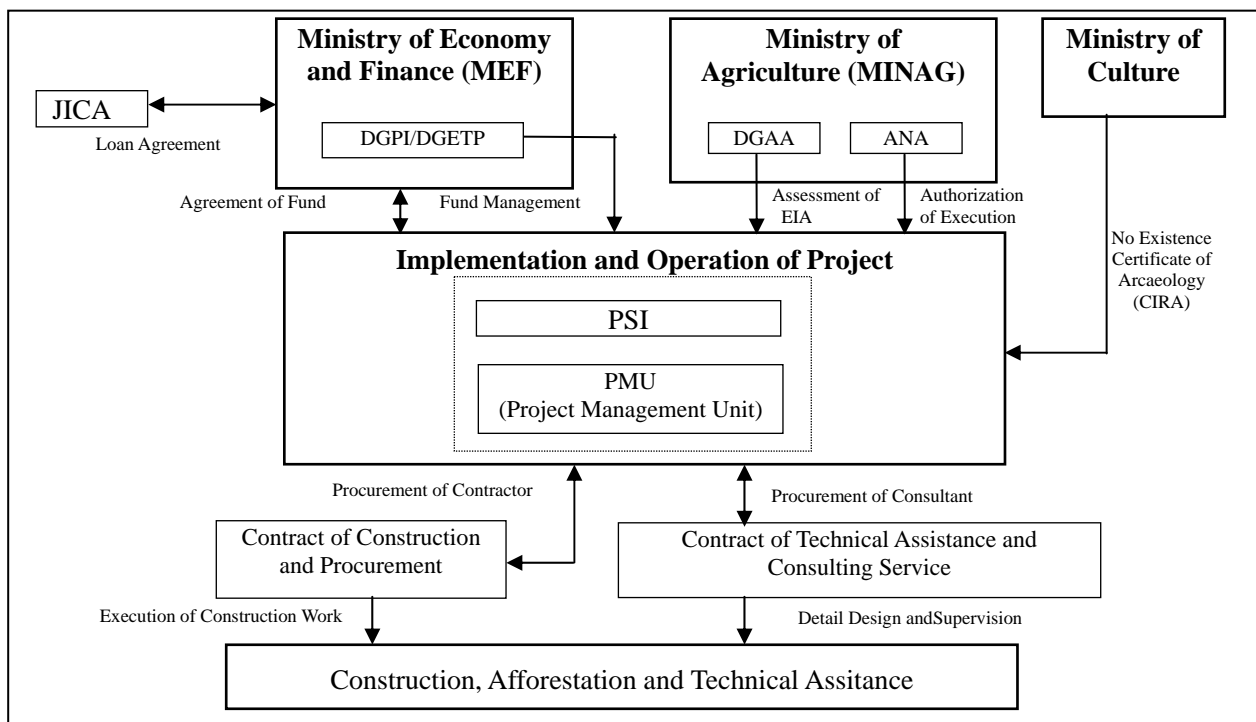 Ministry of Economy
and Finance (MEF)
Ministry of
Agriculture (MINAG)
Ministry of
Culture
JICA
Loan Agreement
DGPI/DGETP
DGAA
ANA
Agreement of Fund
Fund Management
Assessment of
EIA
Authorization
of Execution
No Existence
Certificate of
Arcaeology
(CIRA)
Implementation and Operation of Project
PSI
PMU
(Project Management Unit)
Procurement of Contractor
Procurement of Consultant
Contract of Construction
and Procurement
Contract of Technical Assistance and
Consulting Service
Execution of Construction Work
Detail Design andSupervision
Construction, Afforestation and Technical Assitance